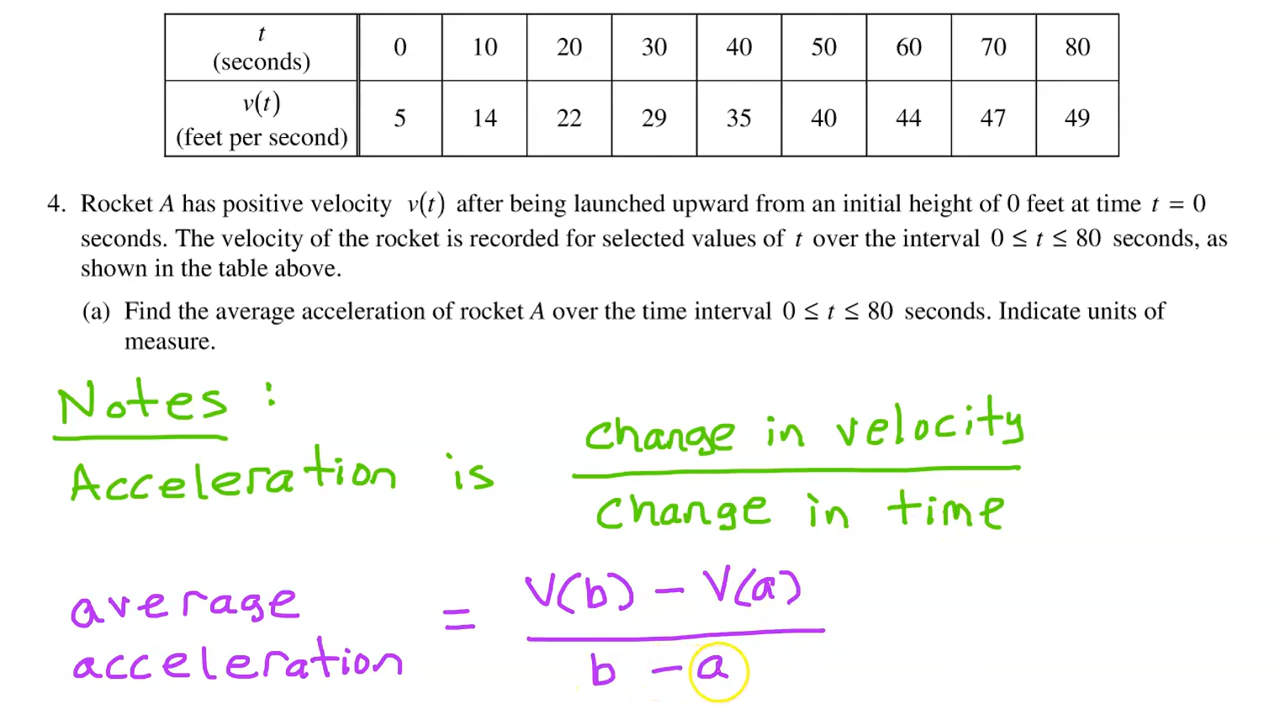 t (seconds) 0 10 20 30 40 50 60 70 80
v(t) (feet per second) 5 14 22 29 35 40 44 47 49
4. Rocket A has positive velocity v(t) after being launched upward from an initial height of 0 feet at time t = 0
seconds. The velocity of the rocket is recorded for selected values of t over the interval 0 ≤ t ≤ 80 seconds, as
shown in the table above.
(a) Find the average acceleration of rocket A over the time interval 0 ≤ t ≤ 80 seconds. Indicate units of
measure.
Notes :
Acceleration is change in velocity
change in time
average acceleration = V(b) - V(a)
b - a